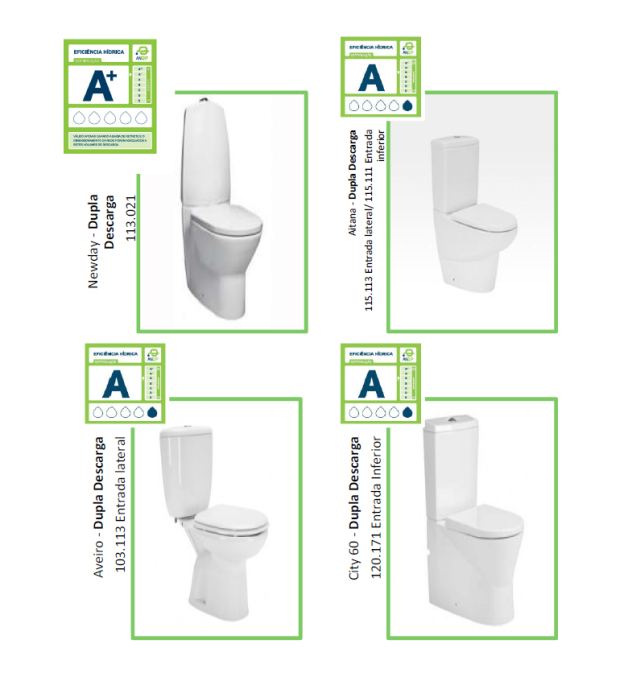 EFICIÊNCIA HÍDRICA
A+
Newday - Dupla
Descarga
113.021
EFICIÊNCIA HÍDRICA
A
Aitana - Dupla Descarga
115.113 Entrada lateral/ 115.111 Entrada
inferior
EFICIÊNCIA HÍDRICA
A
Aveiro - Dupla Descarga
103.113 Entrada lateral
EFICIÊNCIA HÍDRICA
A
City 60 - Dupla Descarga
120.171 Entrada Inferior